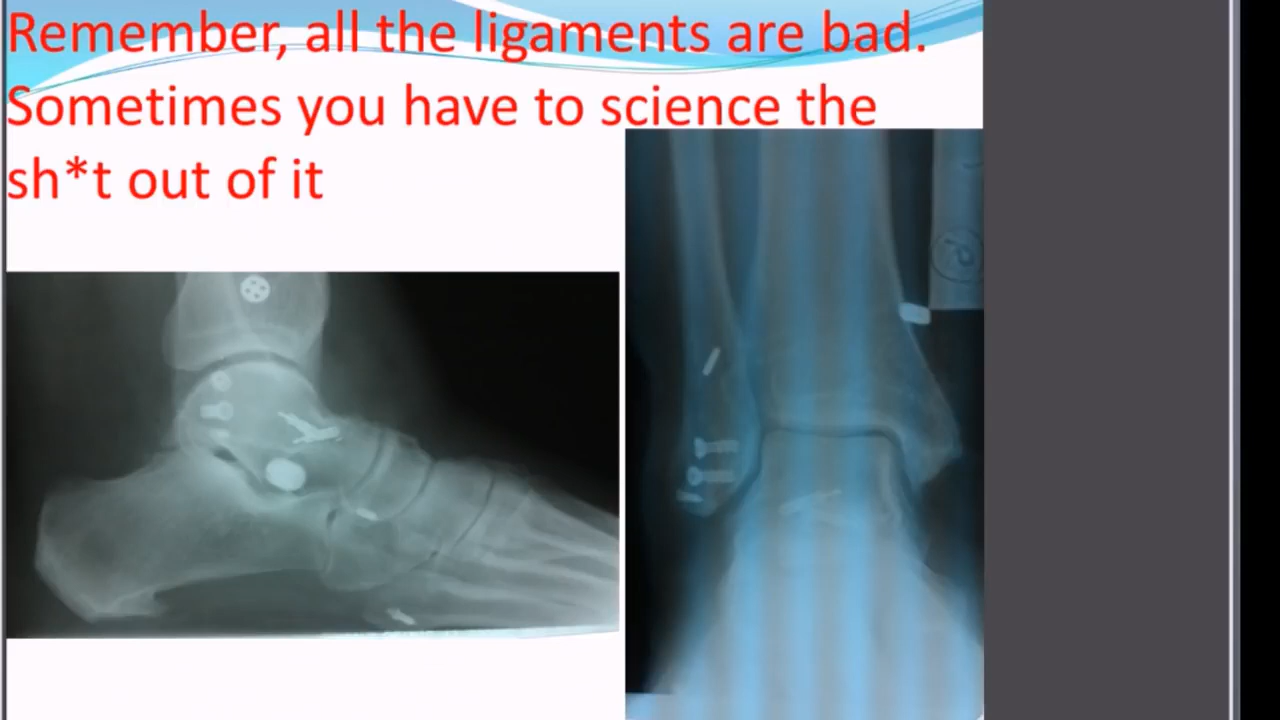 Remember, all the ligaments are bad.
Sometimes you have to science the
sh*t out of it